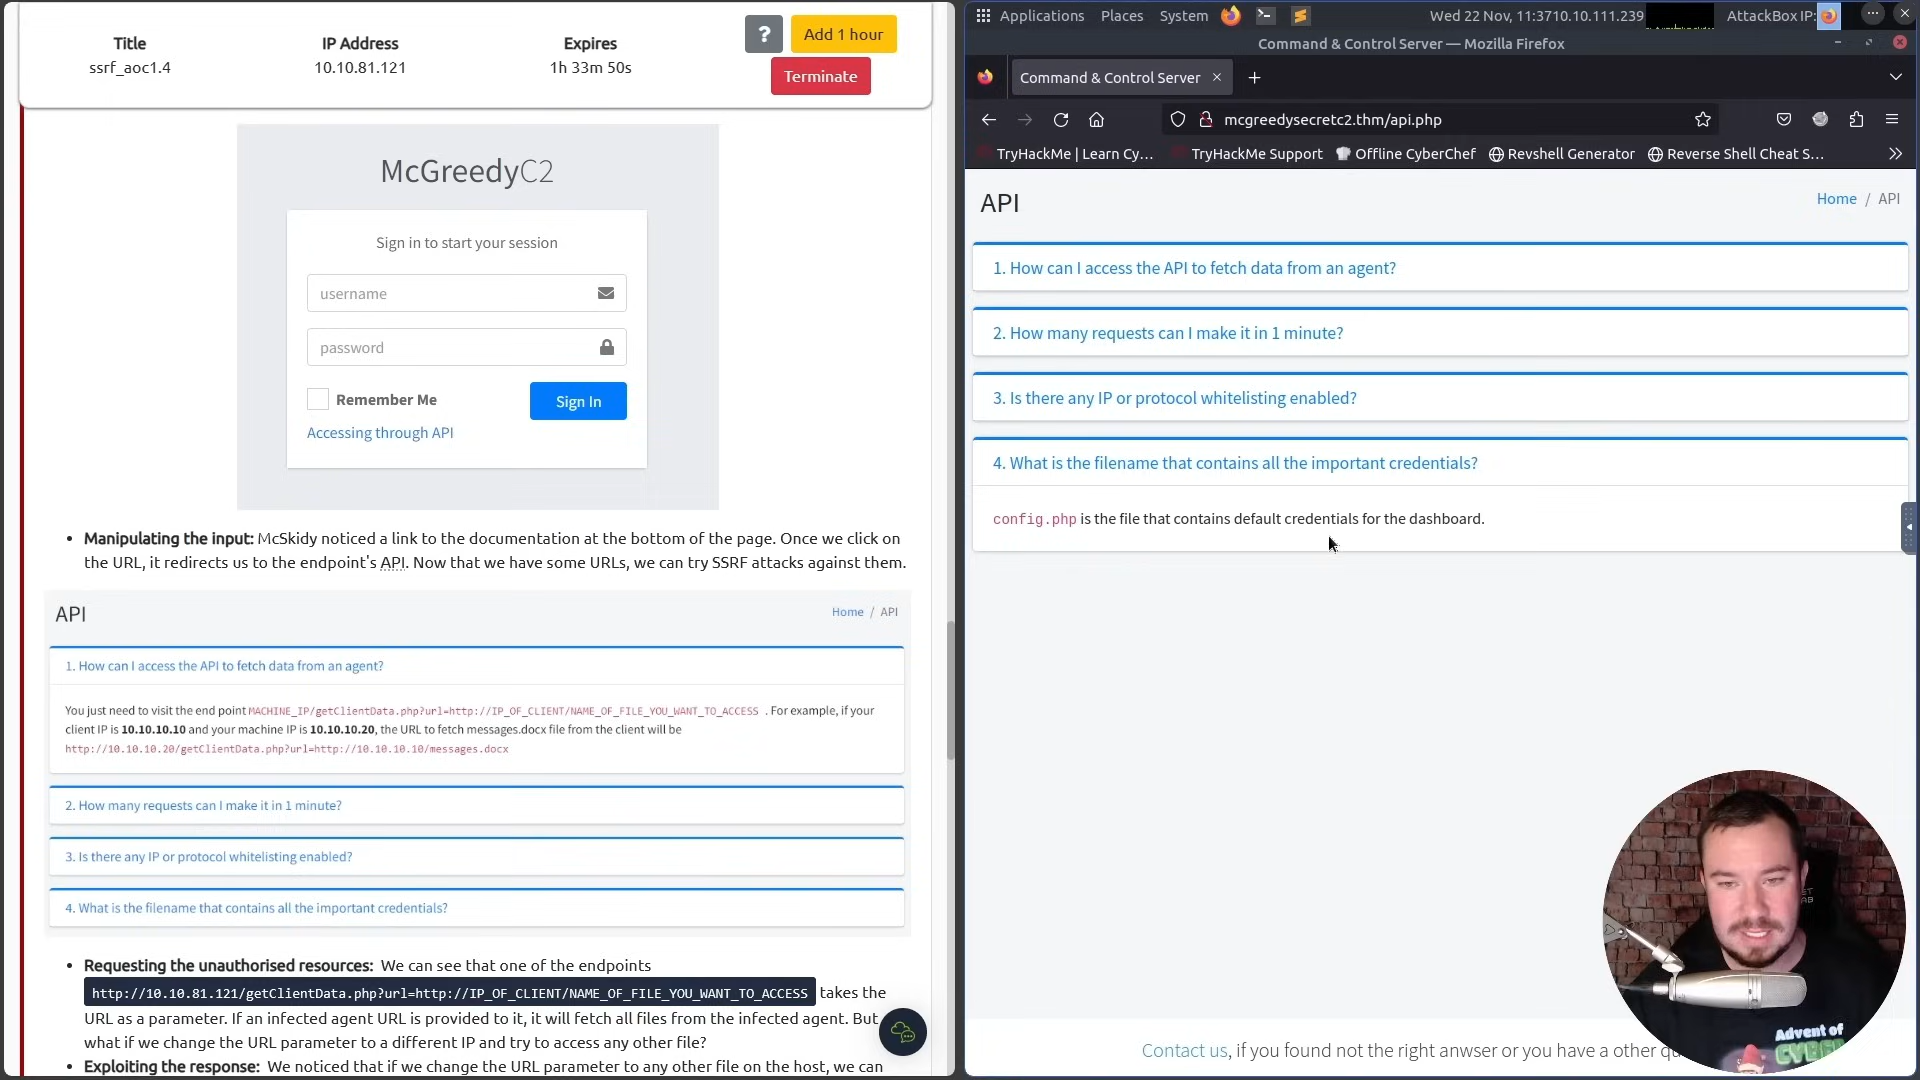 Title
IP Address
Expires
ssrf_aoc1.4
10.10.81.121
1h 33m 50s
?
Add 1 hour
Terminate
McGreedyC2
Sign in to start your session
username
password
Remember Me
Sign In
Accessing through API
Manipulating the input: McSkidy noticed a link to the documentation at the bottom of the page. Once we click on
the URL, it redirects us to the endpoint's API. Now that we have some URLs, we can try SSRF attacks against them.
API
Home / API
1. How can I access the API to fetch data from an agent?
You just need to visit the end point MACHINE_IP/getClientData.php?url=http://IP_OF_CLIENT/NAME_OF_FILE_YOU_WANT_TO_ACCESS . For example, if your
client IP is 10.10.10.10 and your machine IP is 10.10.10.20, the URL to fetch messages.docx file from the client will be
http://10.10.10.20/getClientData.php?url=http://10.10.10.10/messages.docx
2. How many requests can I make it in 1 minute?
3. Is there any IP or protocol whitelisting enabled?
4. What is the filename that contains all the important credentials?
Requesting the unauthorised resources: We can see that one of the endpoints
http://10.10.81.121/getClientData.php?url=http://IP_OF_CLIENT/NAME_OF_FILE_YOU_WANT_TO_ACCESS takes the
URL as a parameter. If an infected agent URL is provided to it, it will fetch all files from the infected agent. But
what if we change the URL parameter to a different IP and try to access any other file?
Exploiting the response: We noticed that if we change the URL parameter to any other file on the host, we can
Applications Places System
Wed 22 Nov, 11:37
10.10.111.239
AttackBox IP:
Command & Control Server — Mozilla Firefox
Command & Control Server
mcgreedysecretc2.thm/api.php
TryHackMe | Learn Cy…
TryHackMe Support
Offline CyberChef
Revshell Generator
Reverse Shell Cheat S…
API
Home / API
1. How can I access the API to fetch data from an agent?
2. How many requests can I make it in 1 minute?
3. Is there any IP or protocol whitelisting enabled?
4. What is the filename that contains all the important credentials?
config.php is the file that contains default credentials for the dashboard.
Contact us, if you found not the right anwser or you have a other
Advent of
CYBER